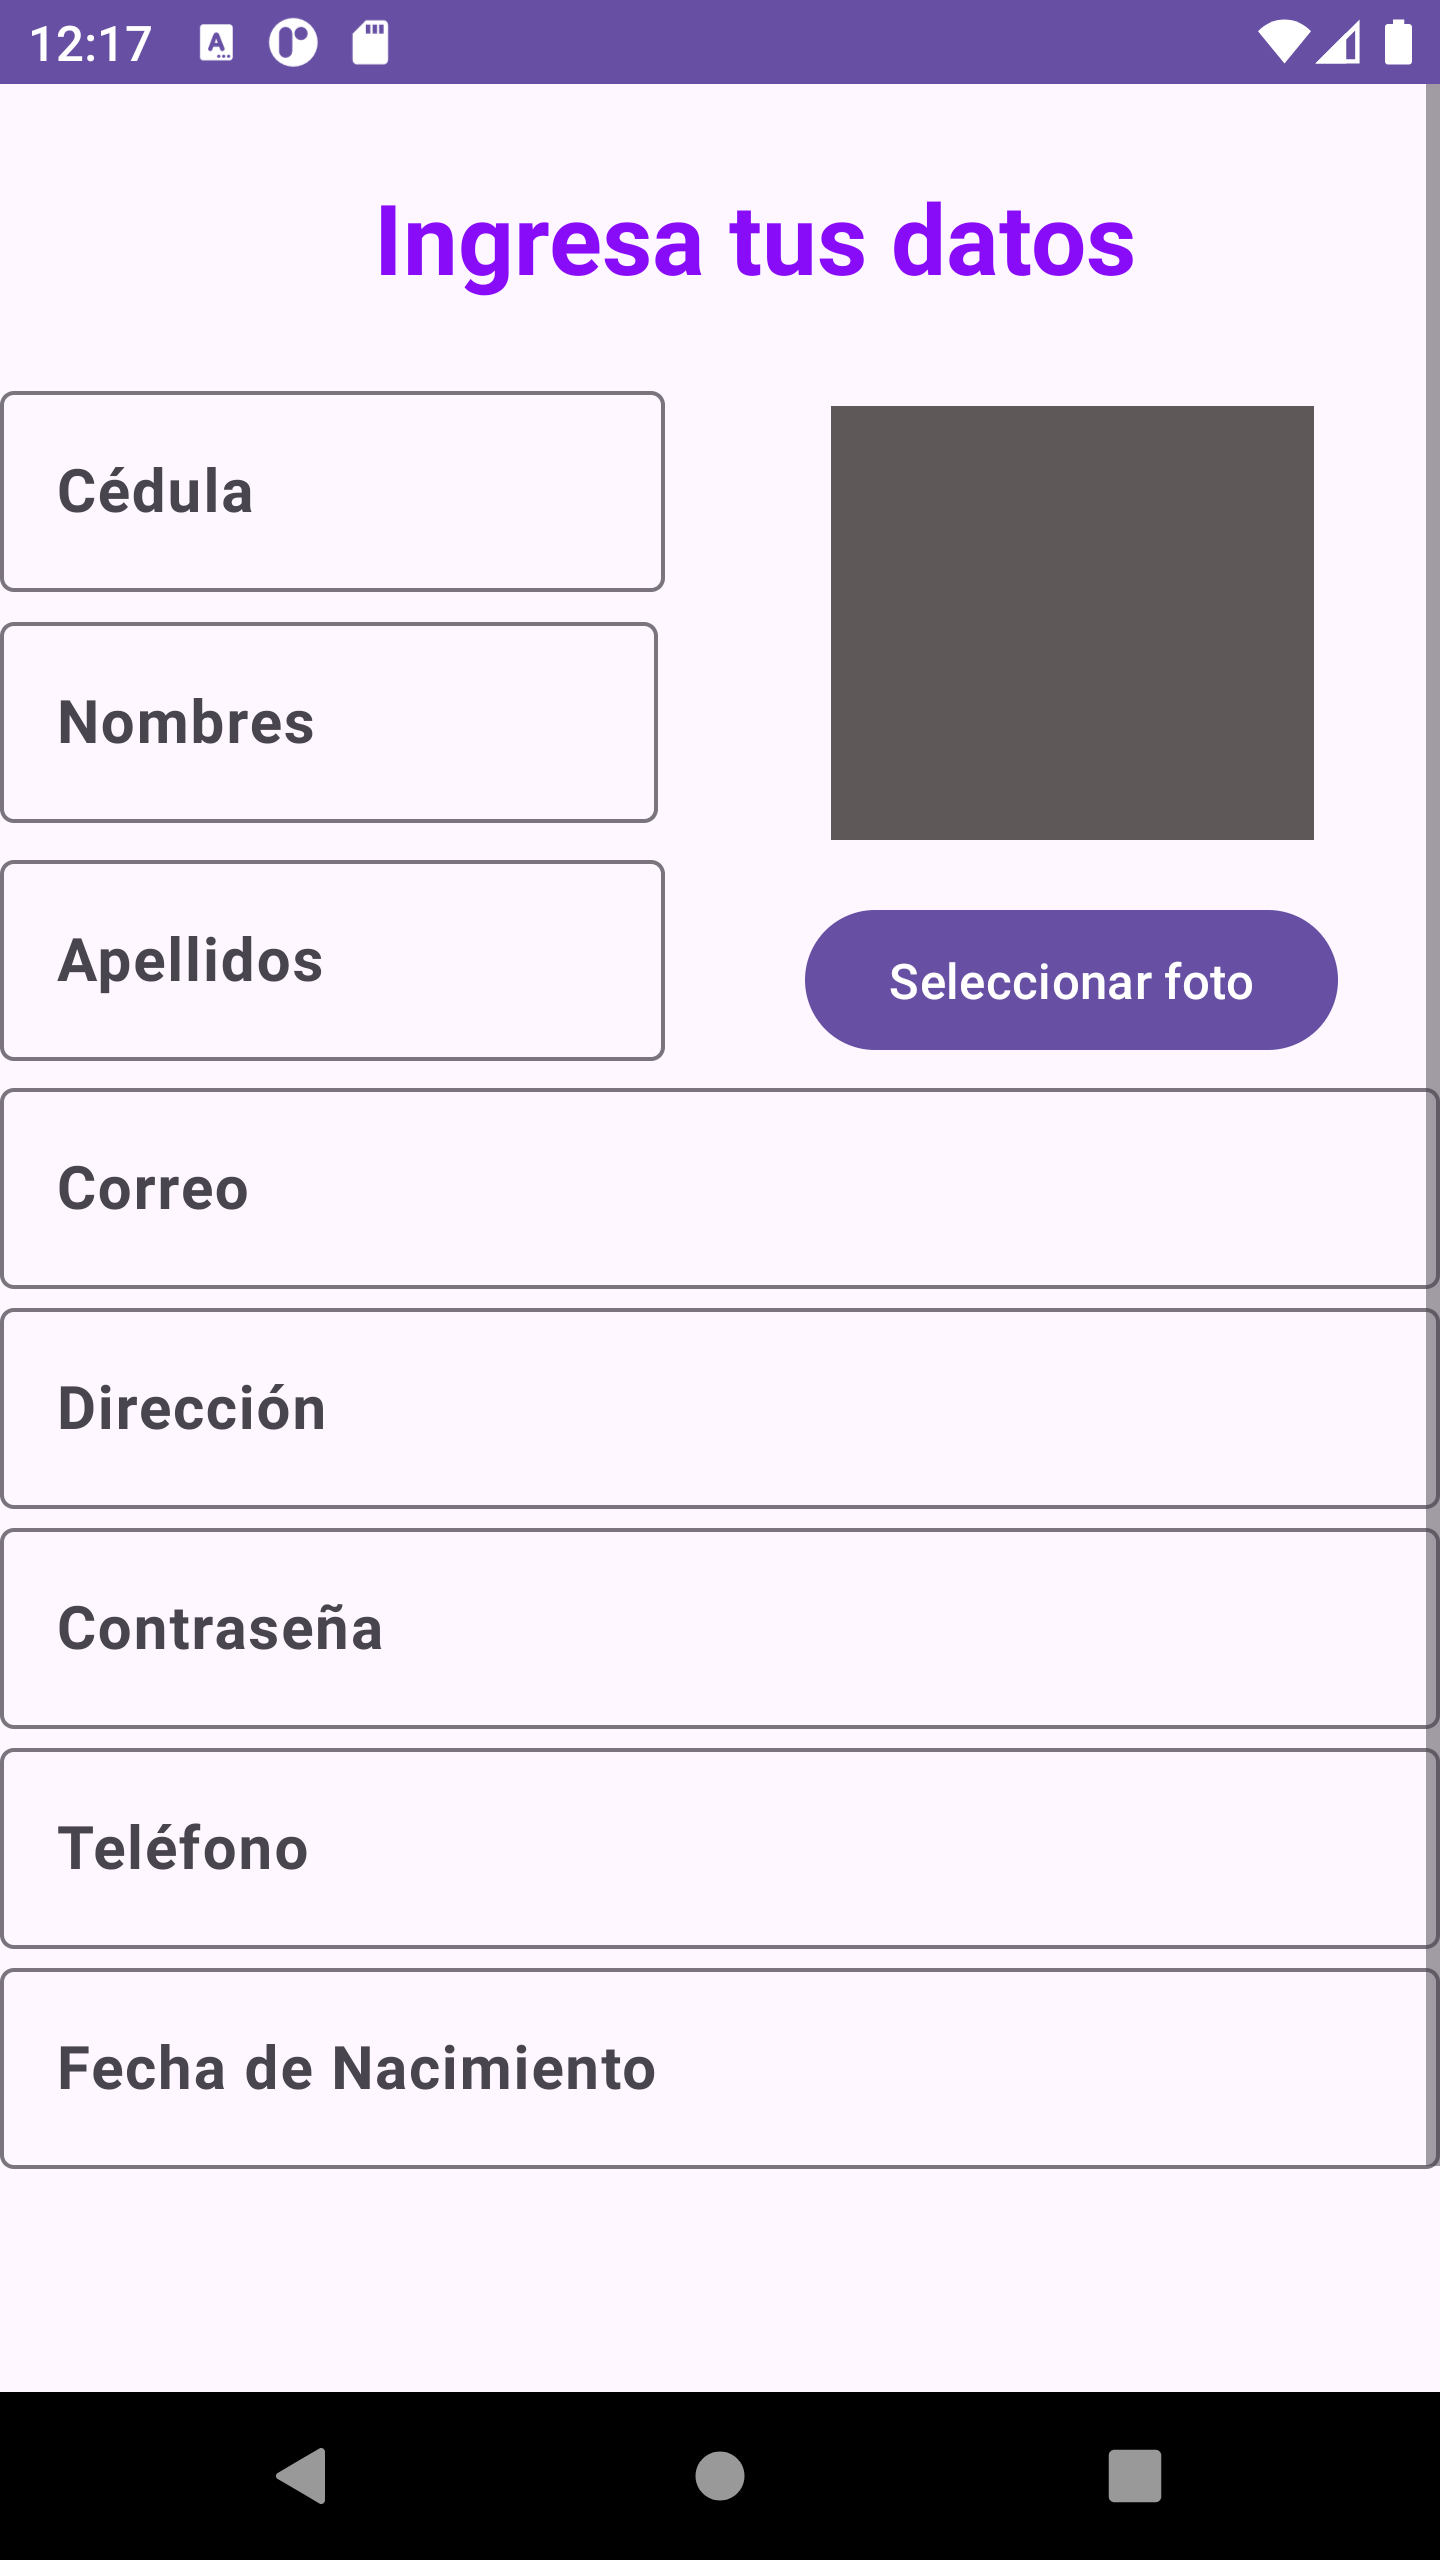 12:17
Ingresa tus datos
Cédula
Nombres
Apellidos
Seleccionar foto
Correo
Dirección
Contraseña
Teléfono
Fecha de Nacimiento